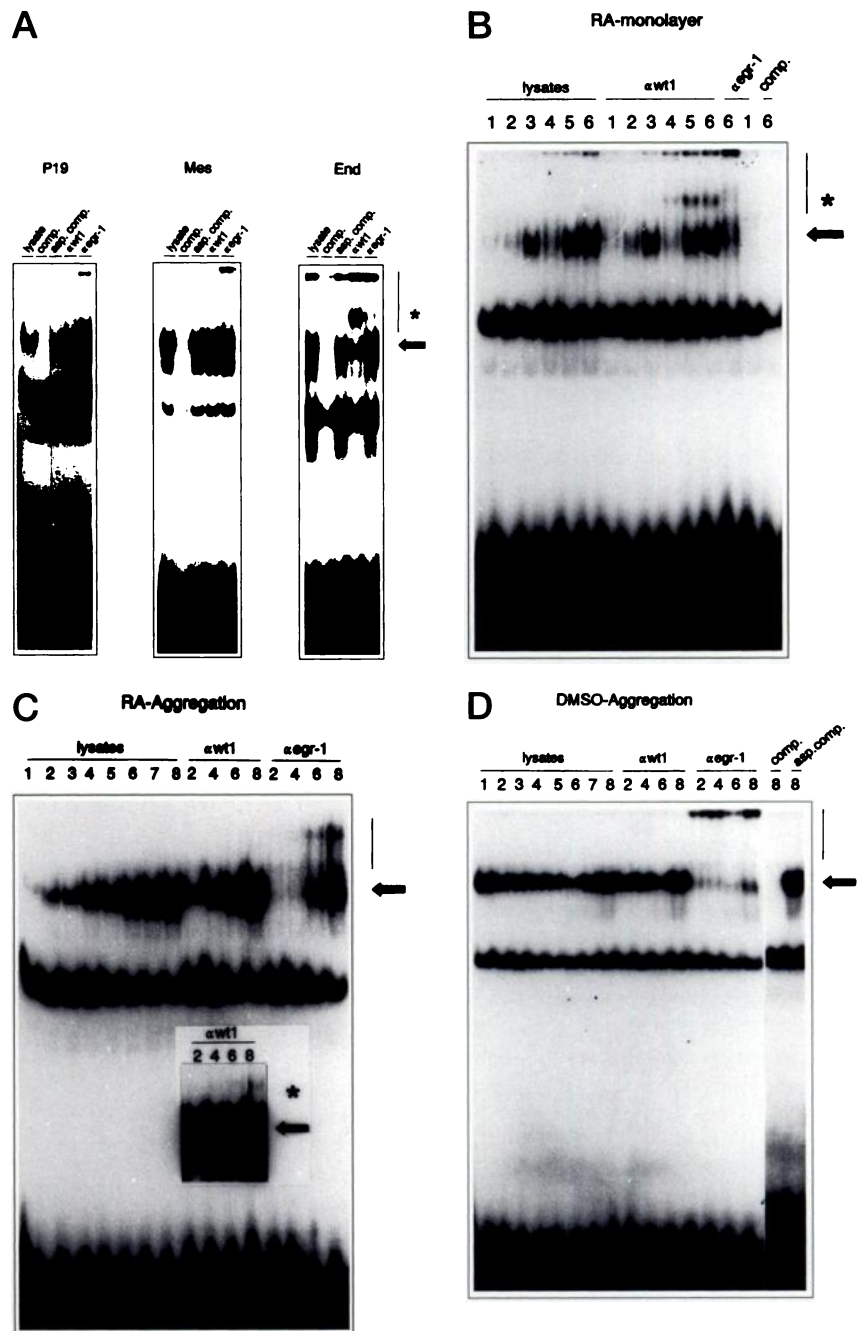 A
P19
Mes
End
lysate comp. asp. comp. αwt1 αegr-1
lysate comp. asp. comp. αwt1 αegr-1
lysate comp. asp. comp. αwt1 αegr-1
*
B
RA-monolayer
lysates αwt1 αegr-1 comp.
1 2 3 4 5 6 1 2 3 4 5 6 6 1 6
*
C
RA-Aggregation
lysates αwt1 αegr-1
1 2 3 4 5 6 7 8 2 4 6 8 2 4 6 8
αwt1
2 4 6 8
*
D
DMSO-Aggregation
lysates αwt1 αegr-1 comp. asp.comp.
1 2 3 4 5 6 7 8 2 4 6 8 2 4 6 8 8 8